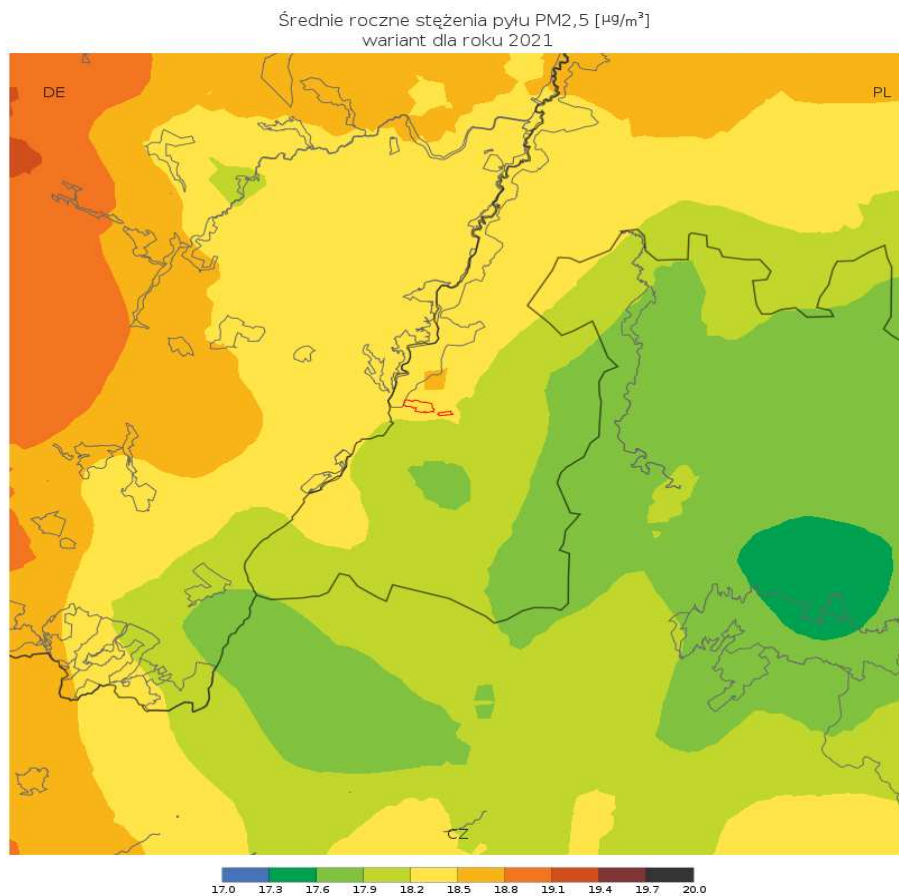 Średnie roczne stężenia pyłu PM2,5 [µg/m³]
wariant dla roku 2021
DE
PL
CZ
17.0 17.3 17.6 17.9 18.2 18.5 18.8 19.1 19.4 19.7 20.0